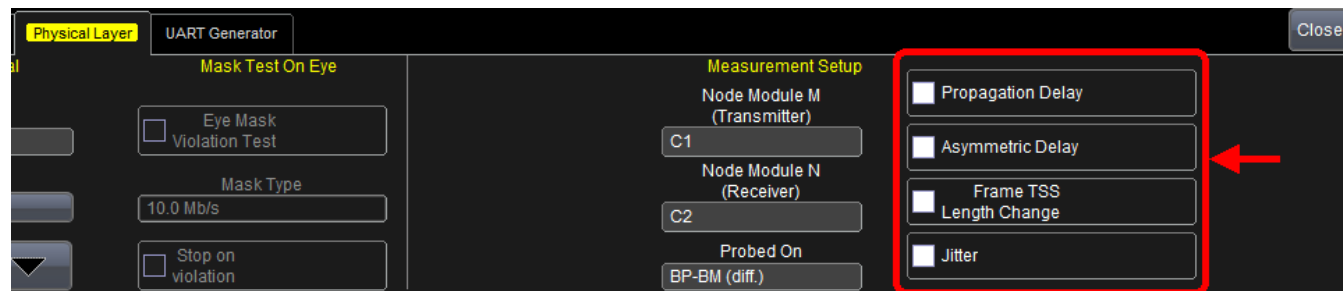 Physical Layer
UART Generator
Close
al
Mask Test On Eye
Eye Mask
Violation Test
Mask Type
10.0 Mb/s
Stop on
violation
Measurement Setup
Node Module M
(Transmitter)
C1
Node Module N
(Receiver)
C2
Probed On
BP-BM (diff.)
Propagation Delay
Asymmetric Delay
Frame TSS
Length Change
Jitter